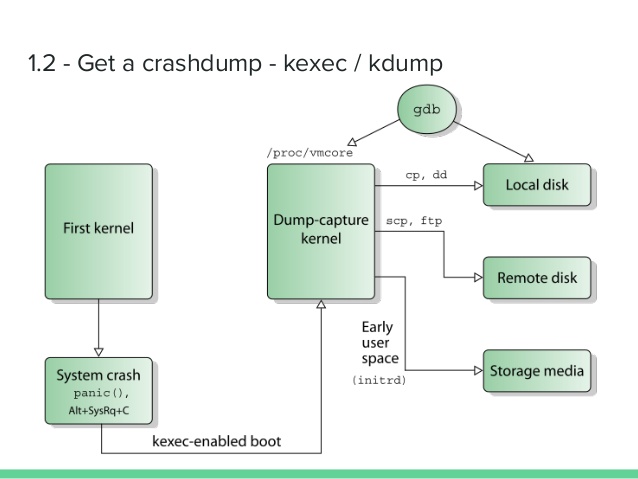 1.2 - Get a crashdump - kexec / kdump
gdb
/proc/vmcore
First kernel
Dump-capture
kernel
cp, dd
Local disk
scp, ftp
Remote disk
Early
user
space
(initrd)
Storage media
System crash
panic(),
Alt+SysRq+C
kexec-enabled boot